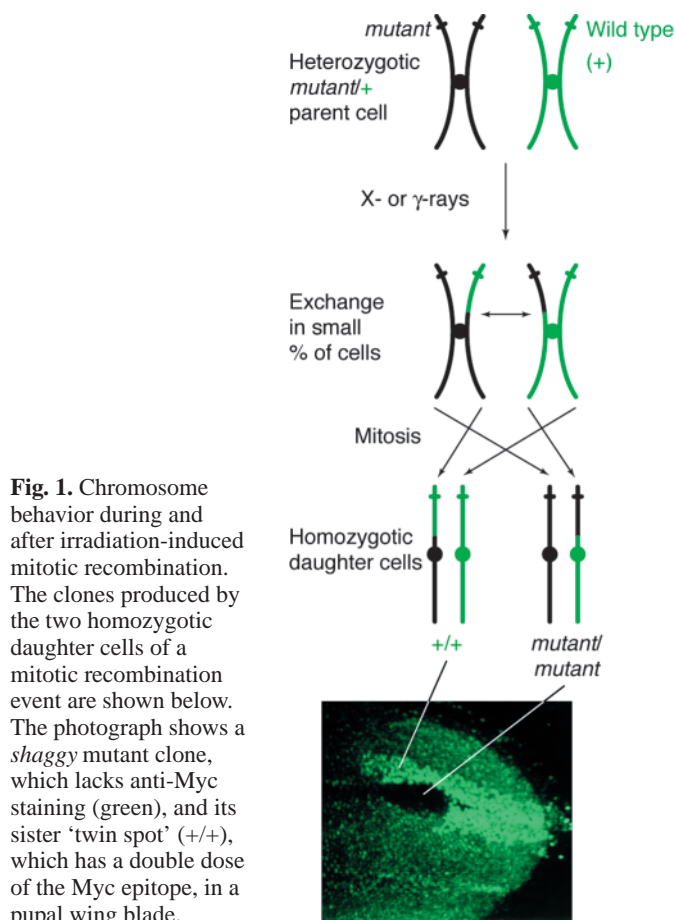 mutant
Wild type
(+)
Heterozygotic
mutant/+
parent cell
X- or γ-rays
Exchange
in small
% of cells
Mitosis
Homozygotic
daughter cells
+/+
mutant/
mutant
Fig. 1. Chromosome
behavior during and
after irradiation-induced
mitotic recombination.
The clones produced by
the two homozygotic
daughter cells of a
mitotic recombination
event are shown below.
The photograph shows a
shaggy mutant clone,
which lacks anti-Myc
staining (green), and its
sister ‘twin spot’ (+/+),
which has a double dose
of the Myc epitope, in a
pupal wing blade.